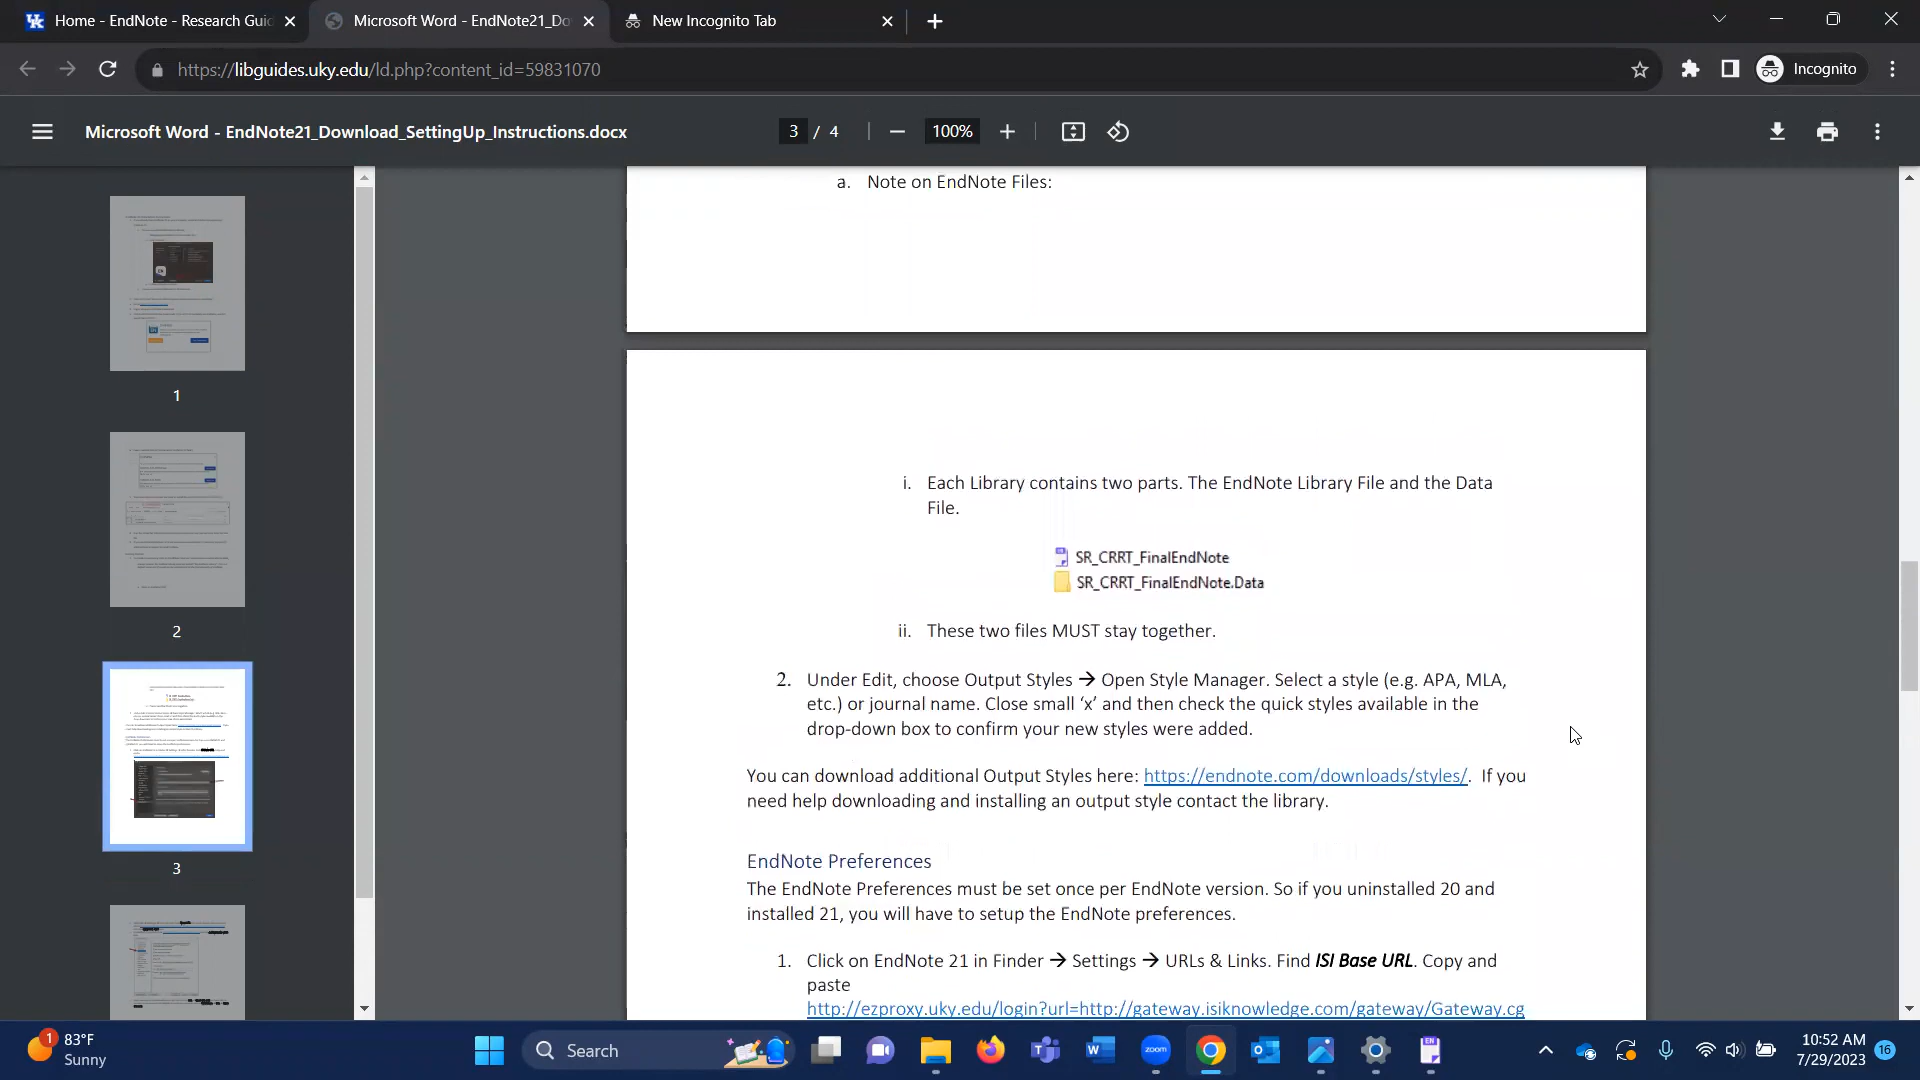 Home - EndNote - Research Guid
Microsoft Word - EndNote21_Do
New Incognito Tab
https://libguides.uky.edu/ld.php?content_id=59831070
Incognito
Microsoft Word - EndNote21_Download_SettingUp_Instructions.docx
3 / 4
100%
1
2
3
a. Note on EndNote Files:
i. Each Library contains two parts. The EndNote Library File and the Data
File.
SR_CRRT_FinalEndNote
SR_CRRT_FinalEndNote.Data
ii. These two files MUST stay together.
2. Under Edit, choose Output Styles → Open Style Manager. Select a style (e.g. APA, MLA,
etc.) or journal name. Close small ‘x’ and then check the quick styles available in the
drop-down box to confirm your new styles were added.
You can download additional Output Styles here: https://endnote.com/downloads/styles/. If you
need help downloading and installing an output style contact the library.
EndNote Preferences
The EndNote Preferences must be set once per EndNote version. So if you uninstalled 20 and
installed 21, you will have to setup the EndNote preferences.
1. Click on EndNote 21 in Finder → Settings → URLs & Links. Find ISI Base URL. Copy and
paste
http://ezproxy.uky.edu/login?url=http://gateway.isiknowledge.com/gateway/Gateway.cg
1
83°F
Sunny
Search
zoom
EN
10:52 AM
7/29/2023
16